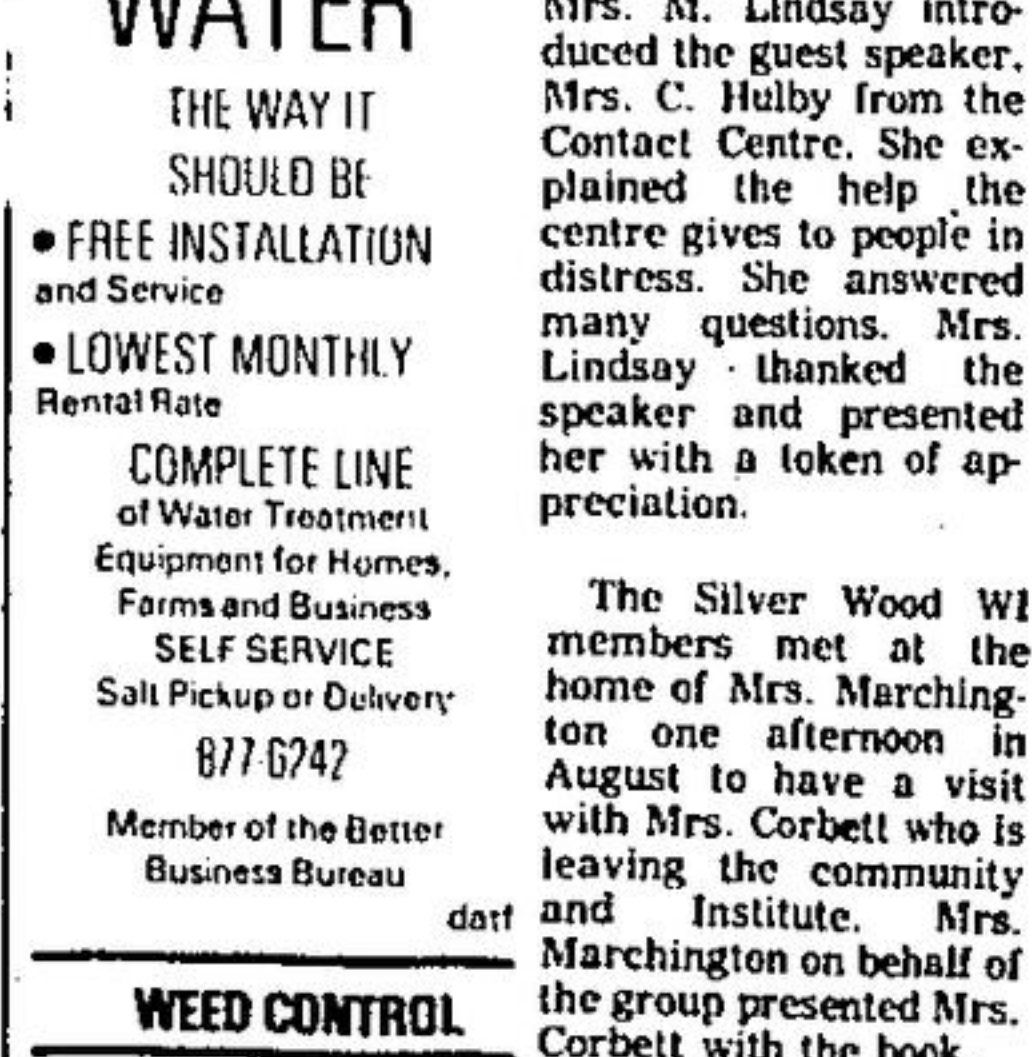 WATER
THE WAY IT
SHOULD BE
• FREE INSTALLATION
and Service
• LOWEST MONTHLY
Rental Rate
COMPLETE LINE
of Water Treatment
Equipment for Homes,
Farms and Business
SELF SERVICE
Salt Pickup or Delivery
877-6242
Member of the Better
Business Bureau
WEED CONTROL
Mrs. M. Lindsay intro-
duced the guest speaker,
Mrs. C. Hulby from the
Contact Centre. She ex-
plained the help the
centre gives to people in
distress. She answered
many questions. Mrs.
Lindsay thanked the
speaker and presented
her with a token of ap-
preciation.
The Silver Wood WI
members met at the
home of Mrs. Marching-
ton one afternoon in
August to have a visit
with Mrs. Corbett who is
leaving the community
and Institute. Mrs.
Marchington on behalf of
the group presented Mrs.
Corbett with the book